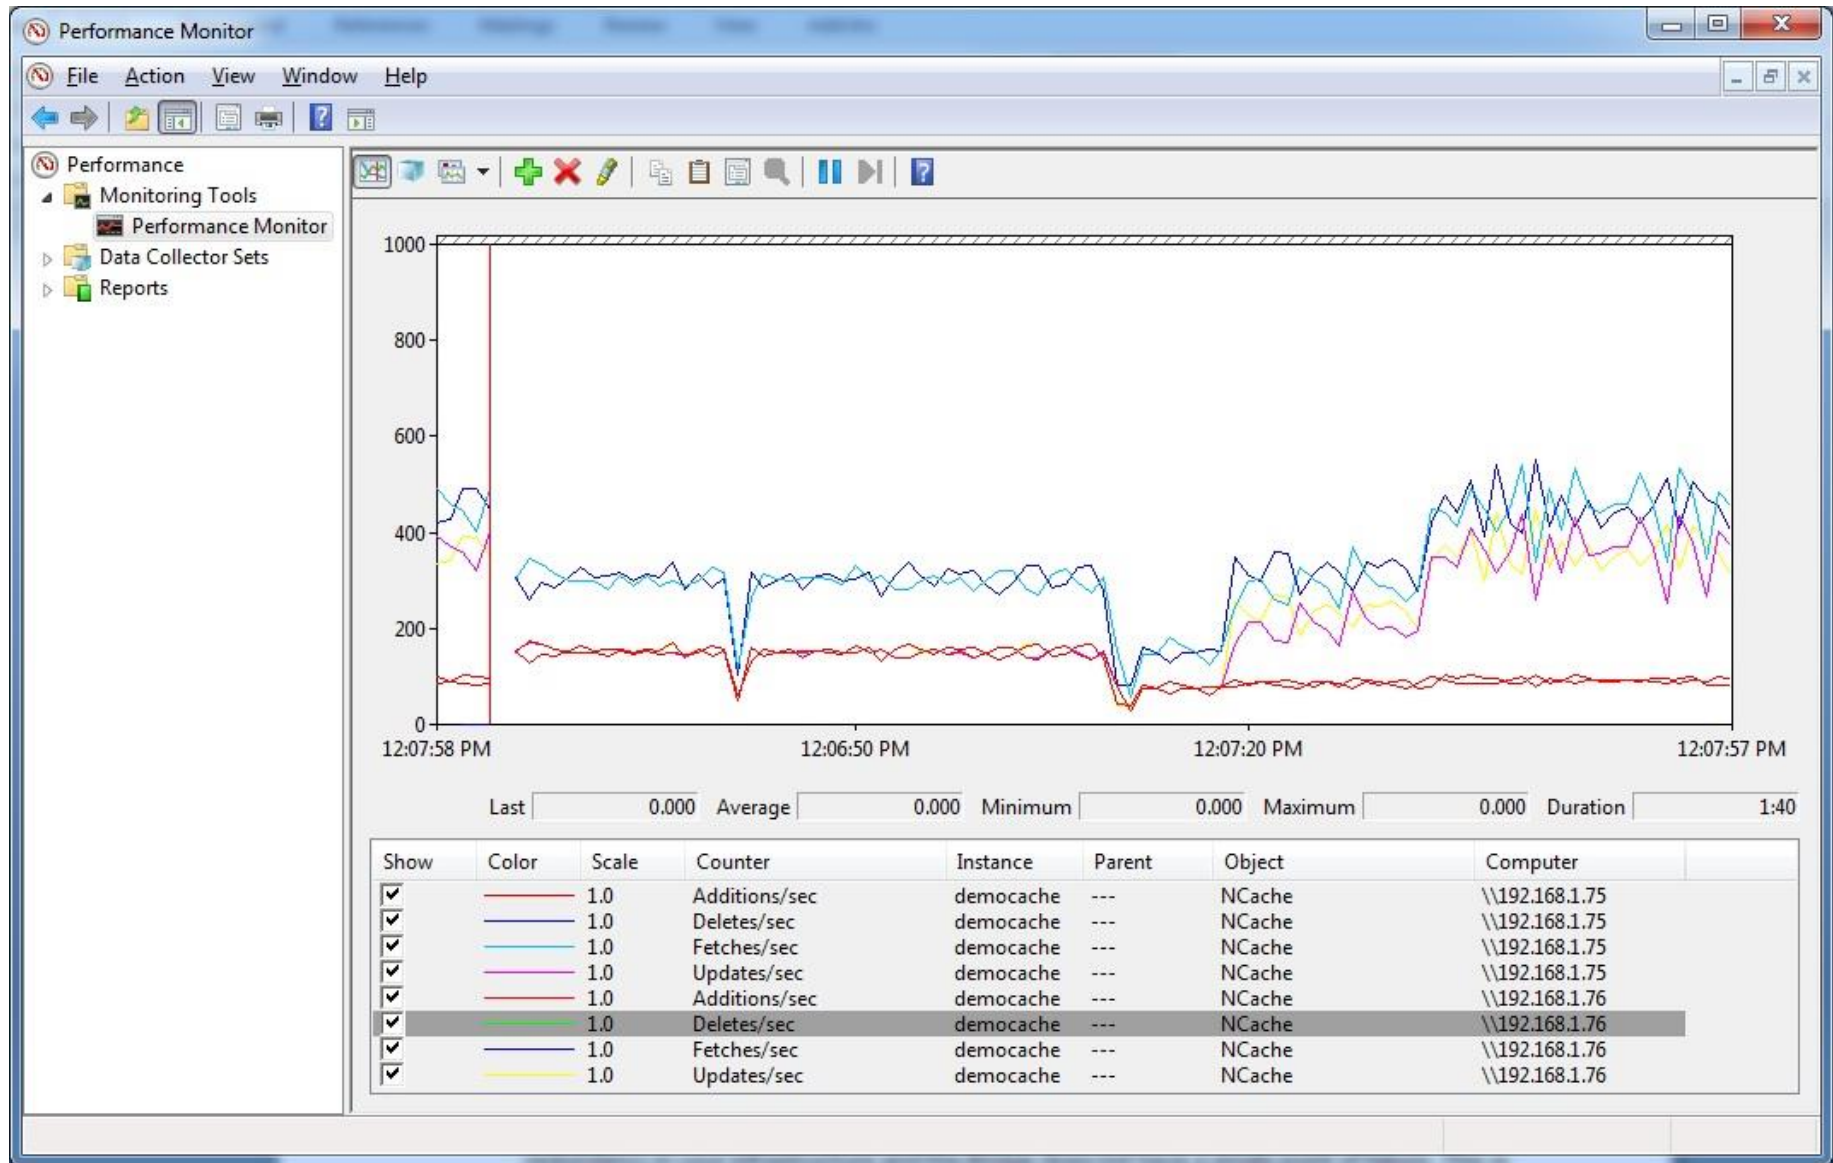 Performance Monitor
File Action View Window Help
Performance
Monitoring Tools
Performance Monitor
Data Collector Sets
Reports
1000
800
600
400
200
0
12:07:58 PM 12:06:50 PM 12:07:20 PM 12:07:57 PM
Last 0.000 Average 0.000 Minimum 0.000 Maximum 0.000 Duration 1:40
Show Color Scale Counter Instance Parent Object Computer
1.0 Additions/sec democache --- NCache \\192.168.1.75
1.0 Deletes/sec democache --- NCache \\192.168.1.75
1.0 Fetches/sec democache --- NCache \\192.168.1.75
1.0 Updates/sec democache --- NCache \\192.168.1.75
1.0 Additions/sec democache --- NCache \\192.168.1.76
1.0 Deletes/sec democache --- NCache \\192.168.1.76
1.0 Fetches/sec democache --- NCache \\192.168.1.76
1.0 Updates/sec democache --- NCache \\192.168.1.76